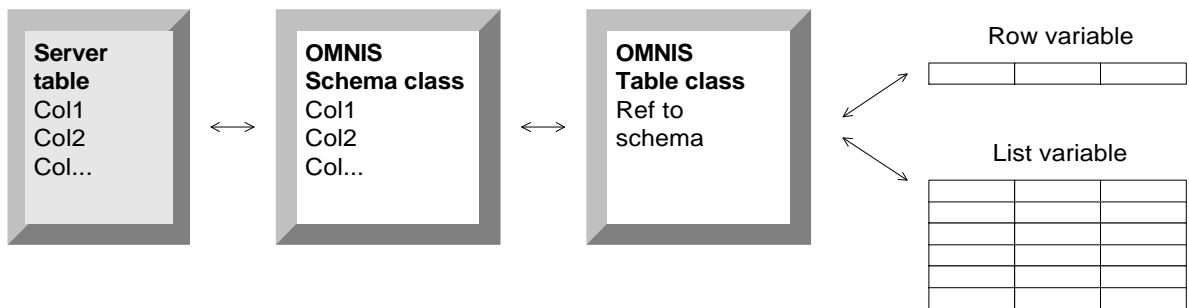 Server
table
Col1
Col2
Col...
OMNIS
Schema class
Col1
Col2
Col...
OMNIS
Table class
Ref to
schema
Row variable
List variable